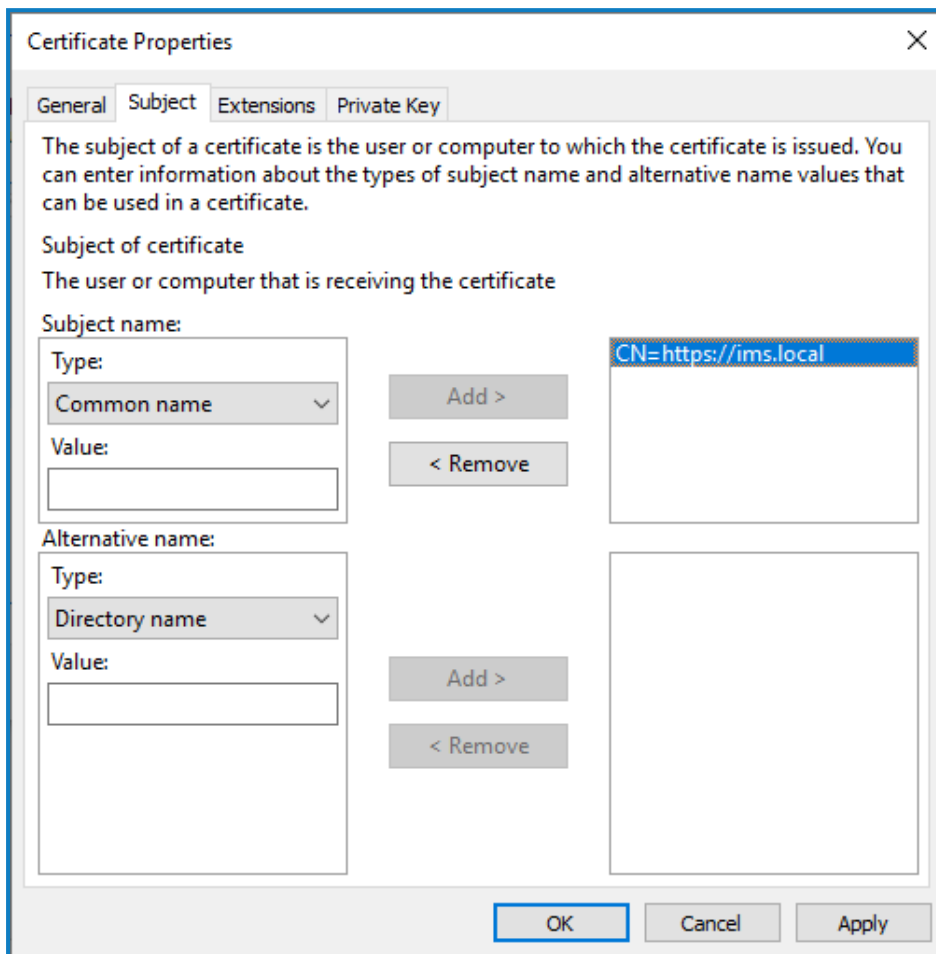 Certificate Properties
General Subject Extensions Private Key
The subject of a certificate is the user or computer to which the certificate is issued. You
can enter information about the types of subject name and alternative name values that
can be used in a certificate.
Subject of certificate
The user or computer that is receiving the certificate
Subject name:
Type:
Common name
Value:
Add >
< Remove
CN=https://ims.local
Alternative name:
Type:
Directory name
Value:
Add >
< Remove
OK Cancel Apply